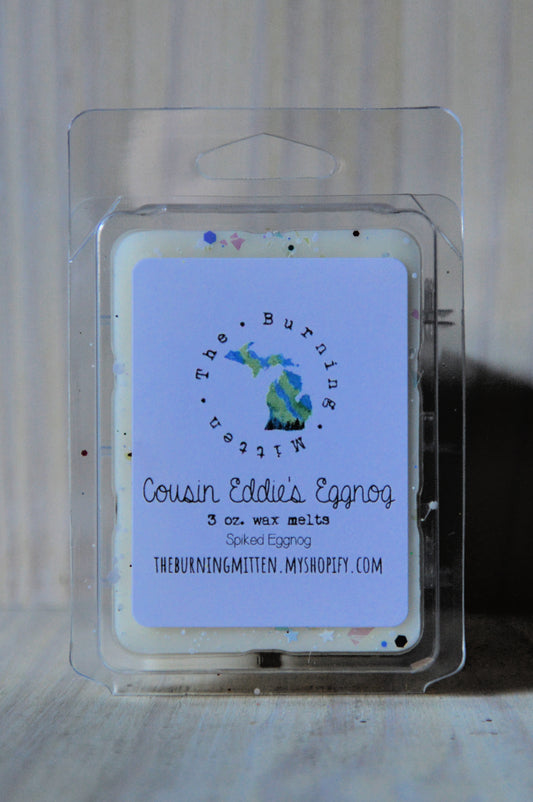 The • Burning • Mitten •
Cousin Eddie's Eggnog
3 oz. wax melts
Spiked Eggnog
THEBURNINGMITTEN.MYSHOPIFY.COM